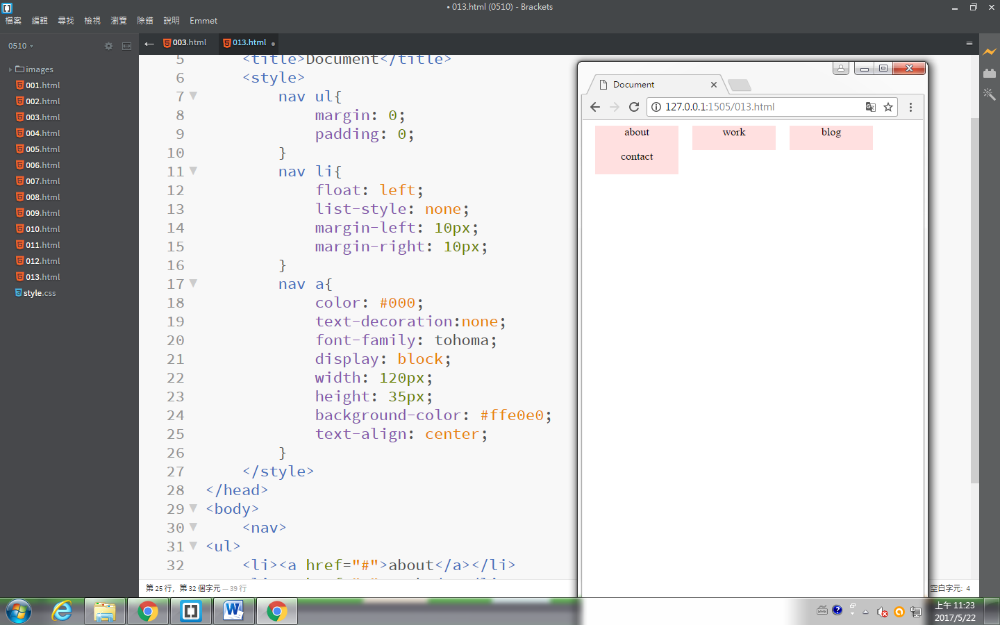 • 013.html (0510) - Brackets
檔案 編輯 尋找 檢視 瀏覽 除錯 說明 Emmet
0510
images
001.html
002.html
003.html
004.html
005.html
006.html
007.html
008.html
009.html
010.html
011.html
012.html
013.html
style.css
003.html 013.html
5 <title>Document</title>
6 <style>
7 nav ul{
8 margin: 0;
9 padding: 0;
10 }
11 nav li{
12 float: left;
13 list-style: none;
14 margin-left: 10px;
15 margin-right: 10px;
16 }
17 nav a{
18 color: #000;
19 text-decoration:none;
20 font-family: tohoma;
21 display: block;
22 width: 120px;
23 height: 35px;
24 background-color: #ffe0e0;
25 text-align: center;
26 }
27 </style>
28 </head>
29 <body>
30 <nav>
31 <ul>
32 <li><a href="#">about</a></li>
第 25 行，第 32 個字元 — 39 行
空白字元: 4
Document
127.0.0.1:1505/013.html
about work blog
contact
上午 11:23
2017/5/22